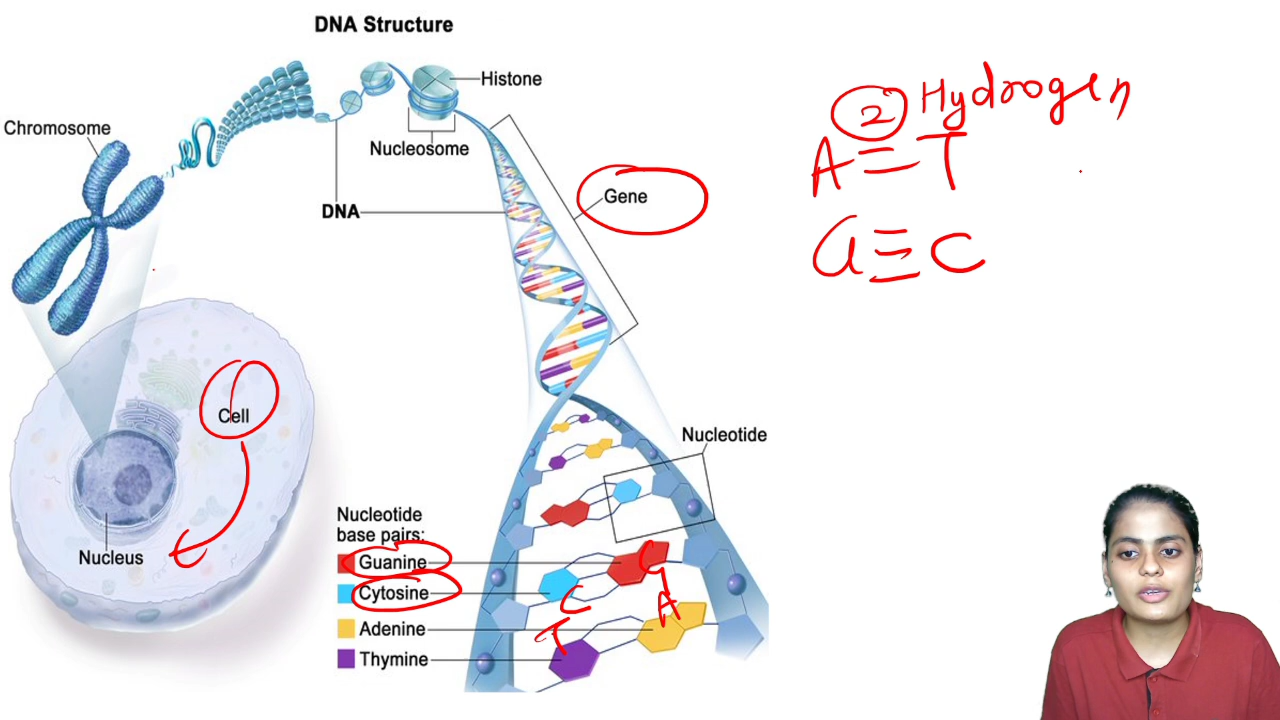 DNA Structure
Histone
Chromosome
Nucleosome
Gene
DNA
Cell
Nucleus
Nucleotide
Nucleotide
base pairs:
Guanine
Cytosine
Adenine
Thymine
G
C
A
T
2 Hydrogen
A = T
G ≡ C